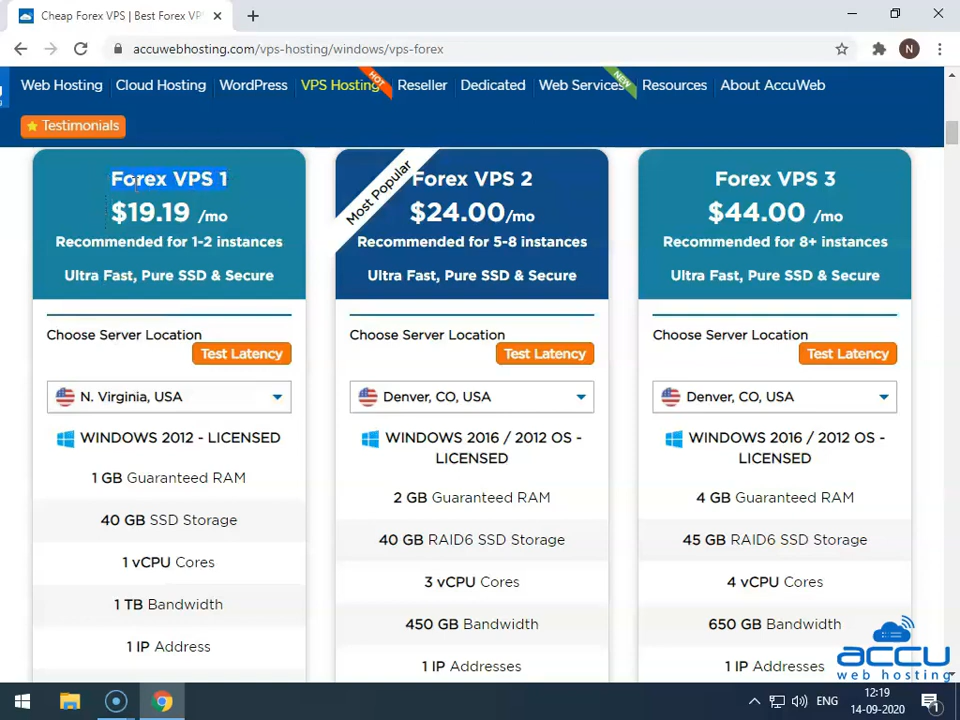 Cheap Forex VPS | Best Forex VPS
accuwebhosting.com/vps-hosting/windows/vps-forex
N
Web Hosting Cloud Hosting WordPress VPS Hosting HOT Reseller Dedicated Web Services NEW Resources About AccuWeb
Testimonials
Forex VPS 1
$19.19 /mo
Recommended for 1-2 instances
Ultra Fast, Pure SSD & Secure
Choose Server Location
Test Latency
N. Virginia, USA
WINDOWS 2012 - LICENSED
1 GB Guaranteed RAM
40 GB SSD Storage
1 vCPU Cores
1 TB Bandwidth
1 IP Address
Most Popular
Forex VPS 2
$24.00/mo
Recommended for 5-8 instances
Ultra Fast, Pure SSD & Secure
Choose Server Location
Test Latency
Denver, CO, USA
WINDOWS 2016 / 2012 OS -
LICENSED
2 GB Guaranteed RAM
40 GB RAID6 SSD Storage
3 vCPU Cores
450 GB Bandwidth
1 IP Addresses
Forex VPS 3
$44.00 /mo
Recommended for 8+ instances
Ultra Fast, Pure SSD & Secure
Choose Server Location
Test Latency
Denver, CO, USA
WINDOWS 2016 / 2012 OS -
LICENSED
4 GB Guaranteed RAM
45 GB RAID6 SSD Storage
4 vCPU Cores
650 GB Bandwidth
1 IP Addresses
ACCU
web hosting
ENG
12:19
14-09-2020
1